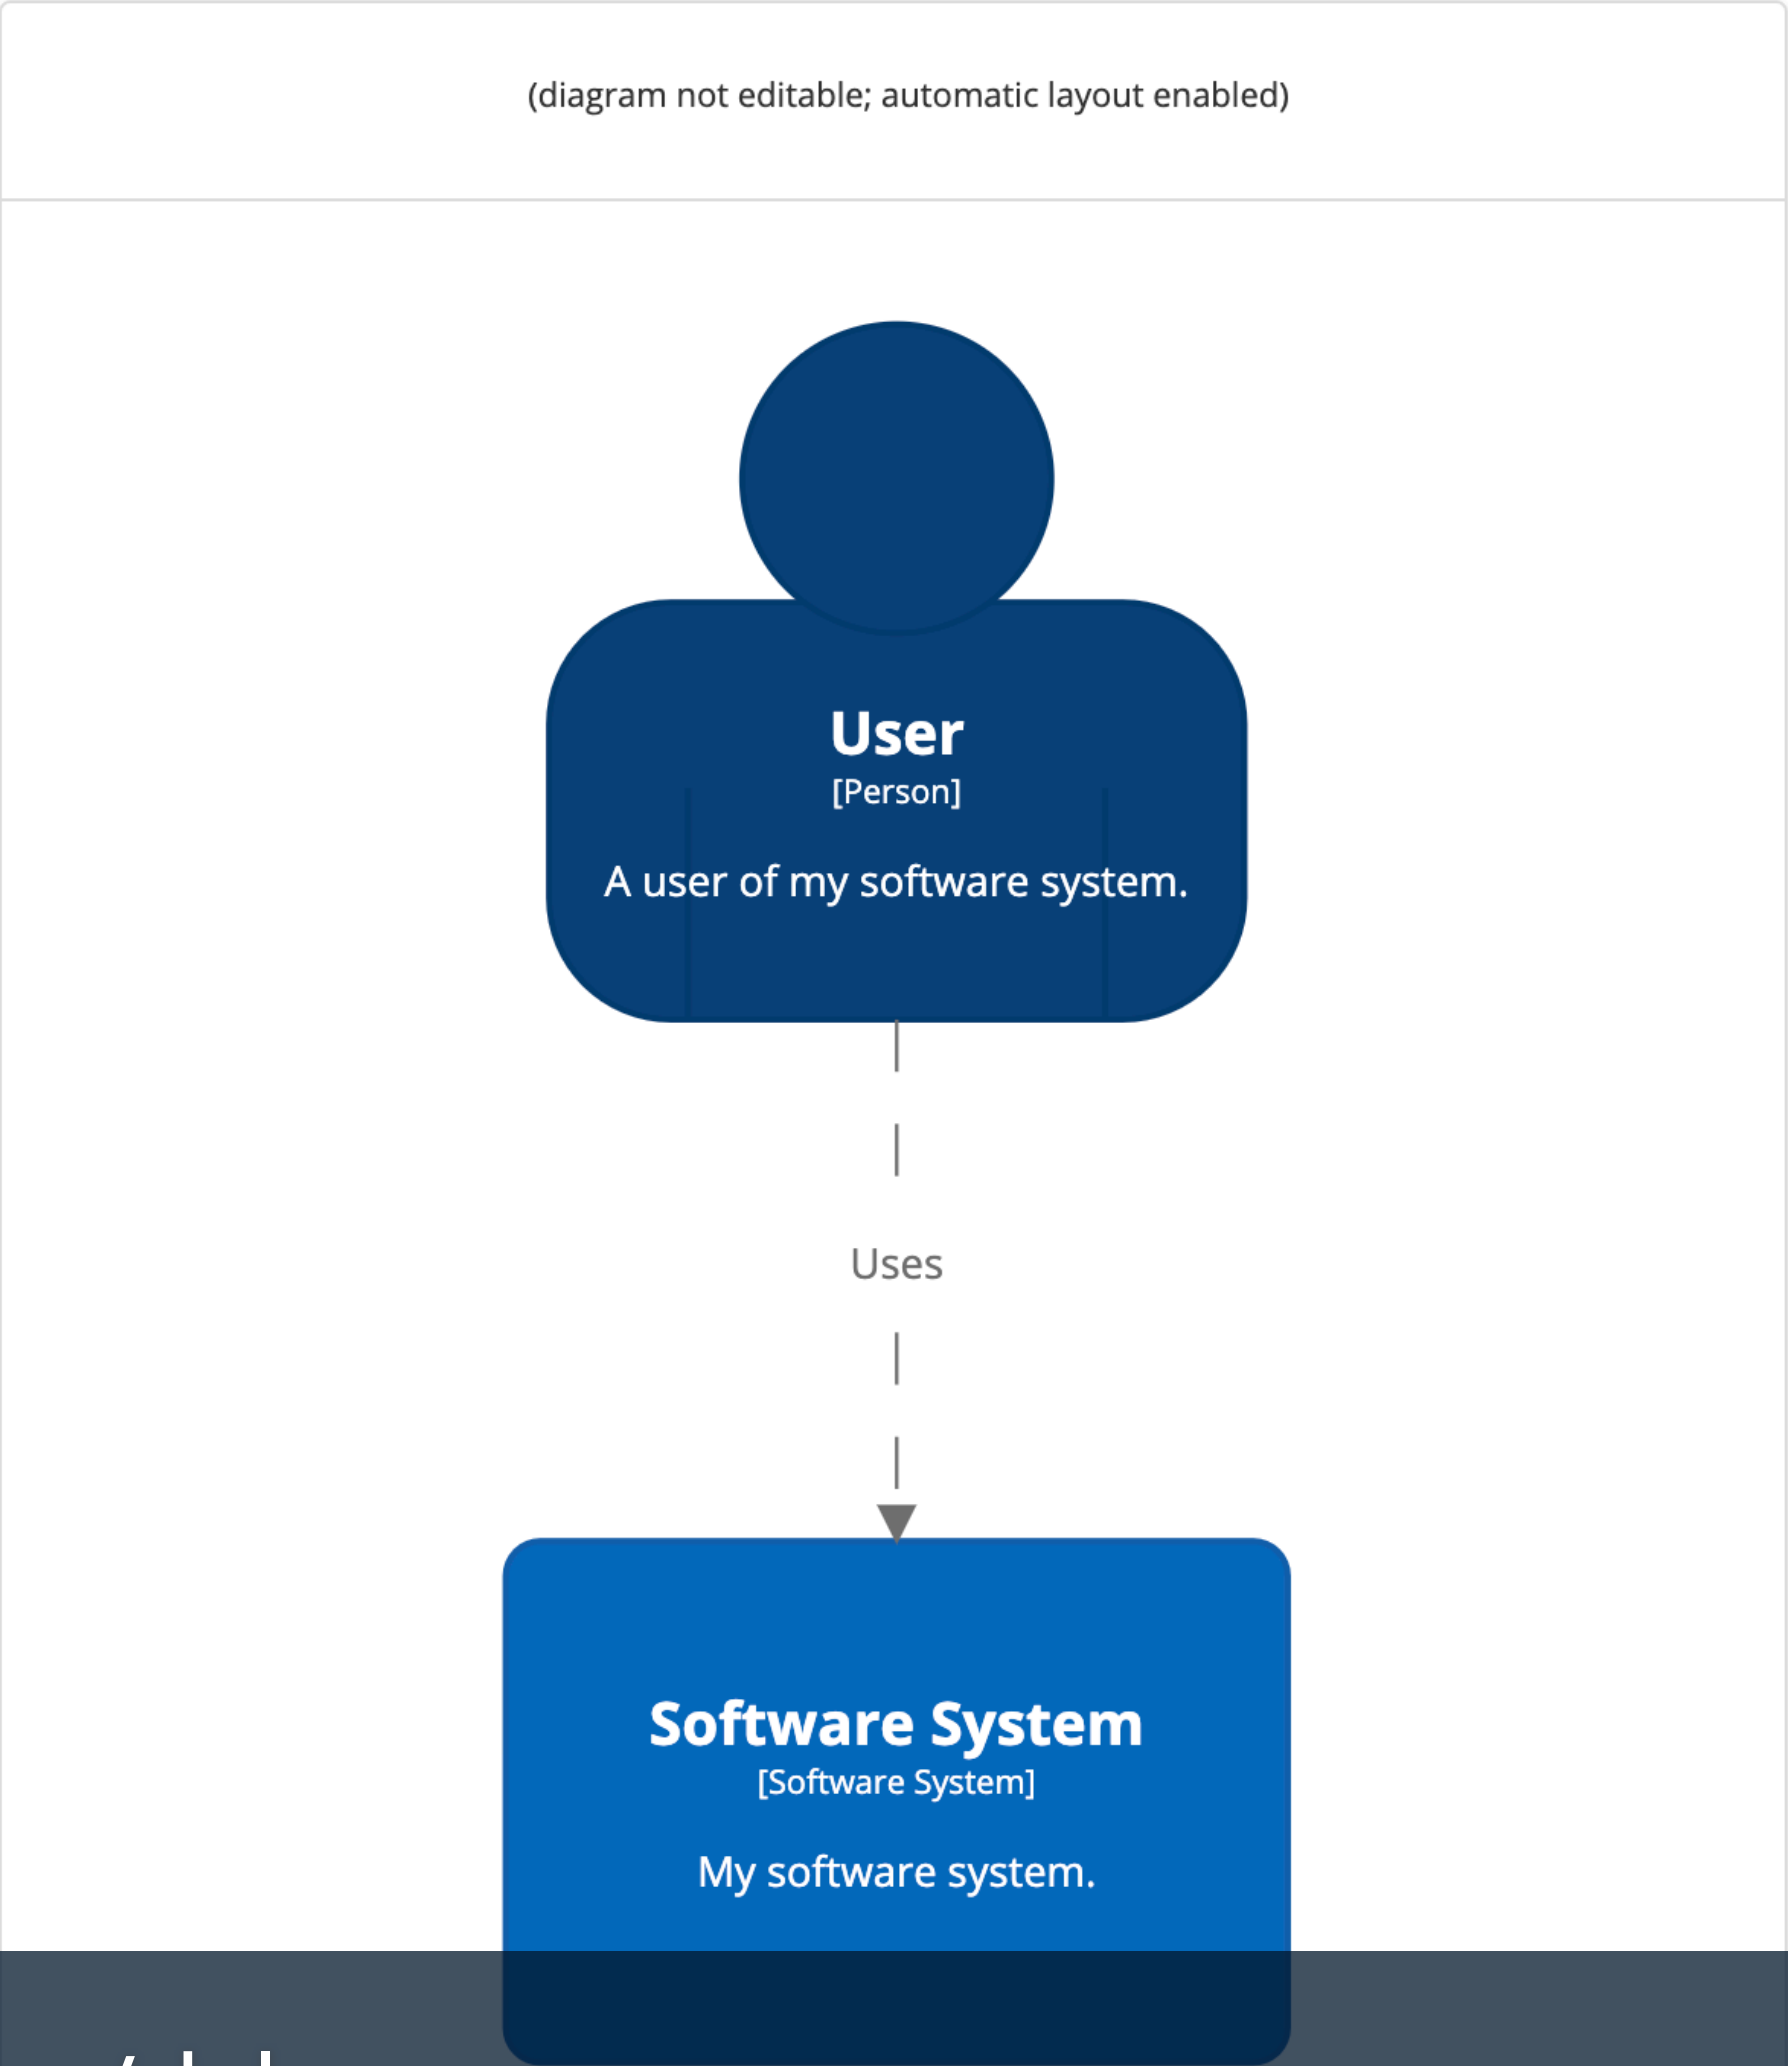 (diagram not editable; automatic layout enabled)
User
[Person]
A user of my software system.
Uses
Software System
[Software System]
My software system.